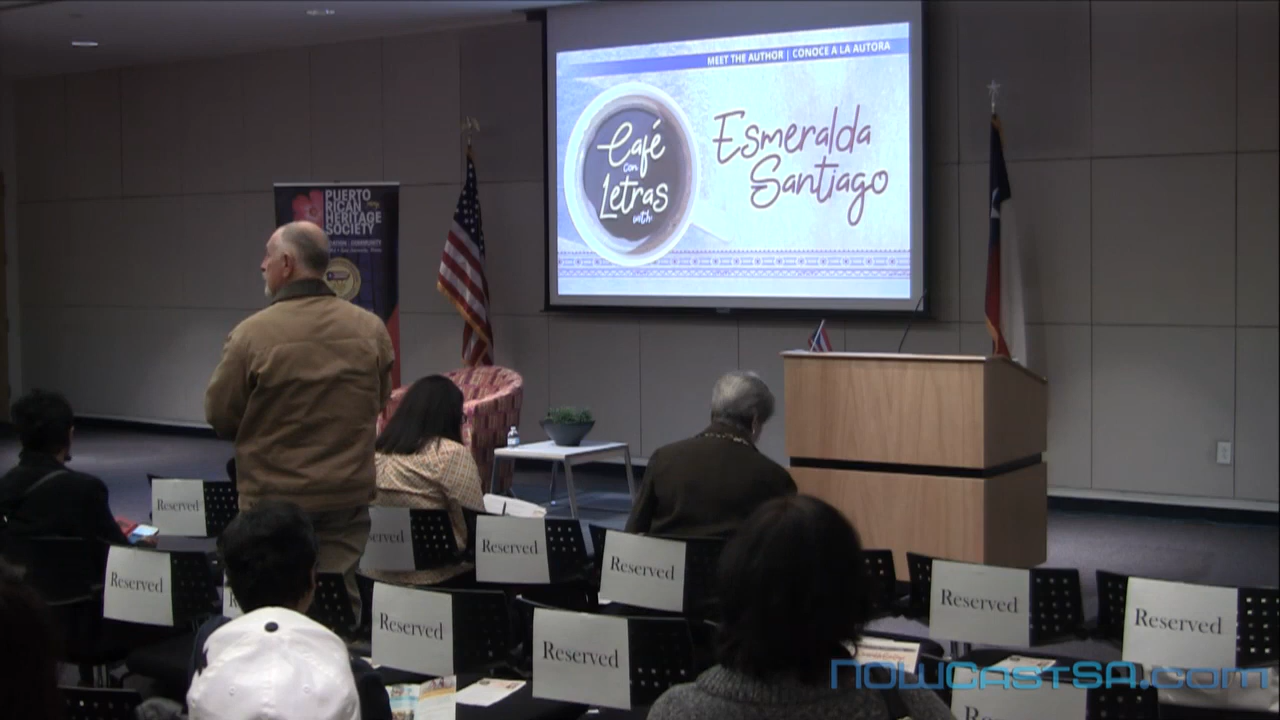 MEET THE AUTHOR | CONOCE A LA AUTORA
Café
con
Letras
with:
Esmeralda
Santiago
PUERTO
RICAN
HERITAGE
SOCIETY
Reserved
Reserved
Reserved
Reserved
Reserved
Reserved
Reserved
Reserved
Reserved
NOWCASTSA.com